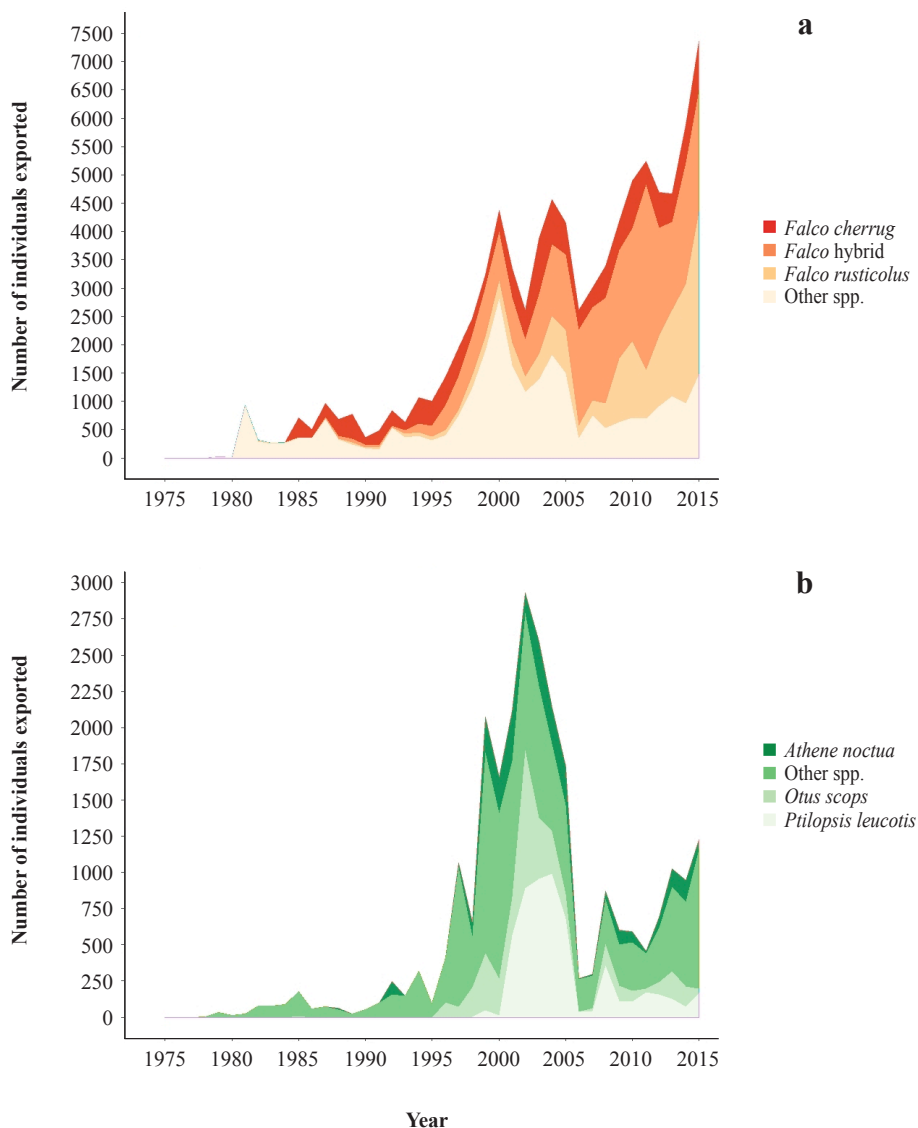 a
Number of individuals exported
7500
7000
6500
6000
5500
5000
4500
4000
3500
3000
2500
2000
1500
1000
500
0
1975 1980 1985 1990 1995 2000 2005 2010 2015
Falco cherrug
Falco hybrid
Falco rusticolus
Other spp.
b
Number of individuals exported
3000
2750
2500
2250
2000
1750
1500
1250
1000
750
500
250
0
1975 1980 1985 1990 1995 2000 2005 2010 2015
Athene noctua
Other spp.
Otus scops
Ptilopsis leucotis
Year